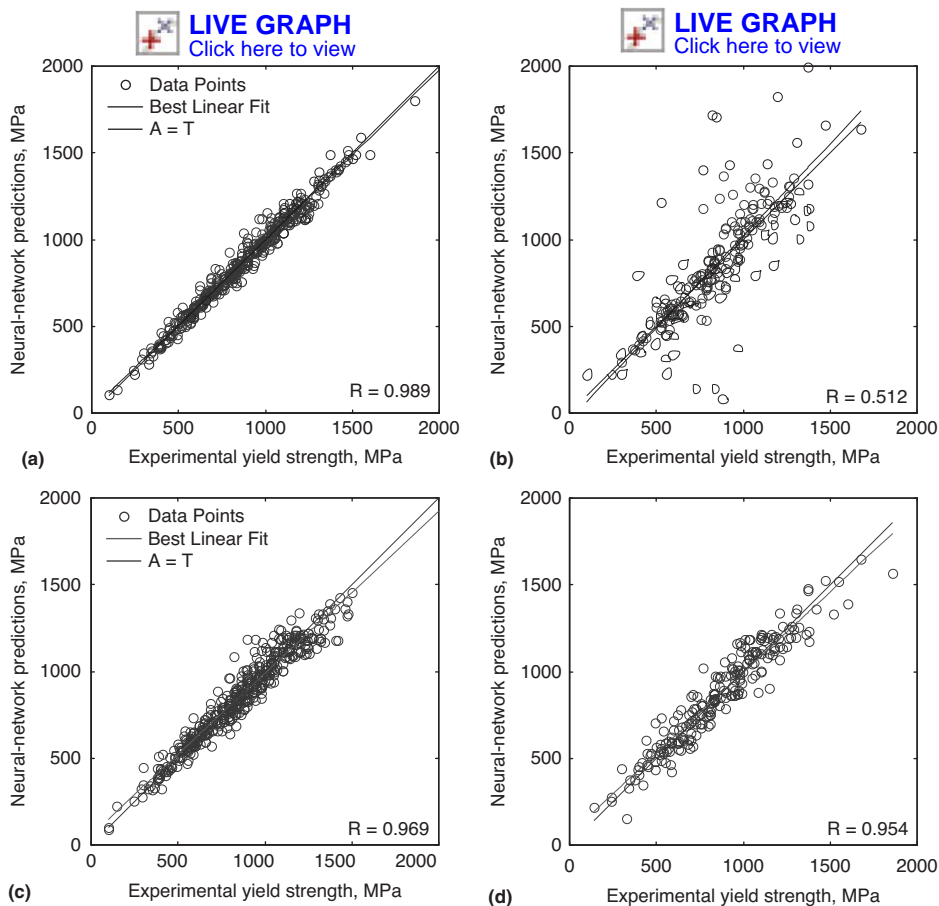 LIVE GRAPH
Click here to view
LIVE GRAPH
Click here to view
Neural-network predictions, MPa
2000
1500
1000
500
0
Data Points
Best Linear Fit
A = T
R = 0.989
0 500 1000 1500 2000
(a) Experimental yield strength, MPa
Neural-network predictions, MPa
2000
1500
1000
500
0
R = 0.512
0 500 1000 1500 2000
(b) Experimental yield strength, MPa
Neural-network predictions, MPa
2000
1500
1000
500
0
Data Points
Best Linear Fit
A = T
R = 0.969
0 500 1000 1500 2000
(c) Experimental yield strength, MPa
Neural-network predictions, MPa
2000
1500
1000
500
0
R = 0.954
0 500 1000 1500 2000
(d) Experimental yield strength, MPa